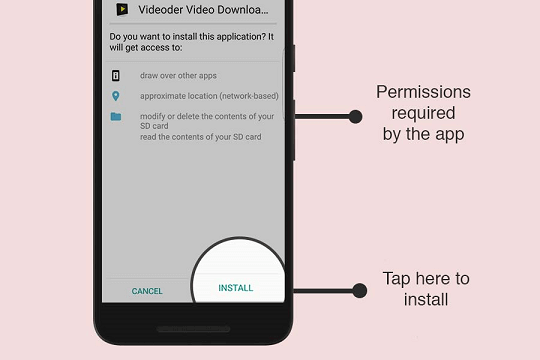 Videoder Video Downloa...
Do you want to install this application? It
will get access to:
draw over other apps
approximate location (network-based)
modify or delete the contents of your
SD card
read the contents of your SD card
Permissions
required
by the app
CANCEL
INSTALL
Tap here to
install